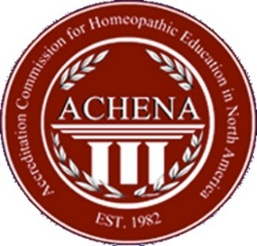 Accreditation Commission for Homeopathic Education in North America
ACHENA
EST. 1982